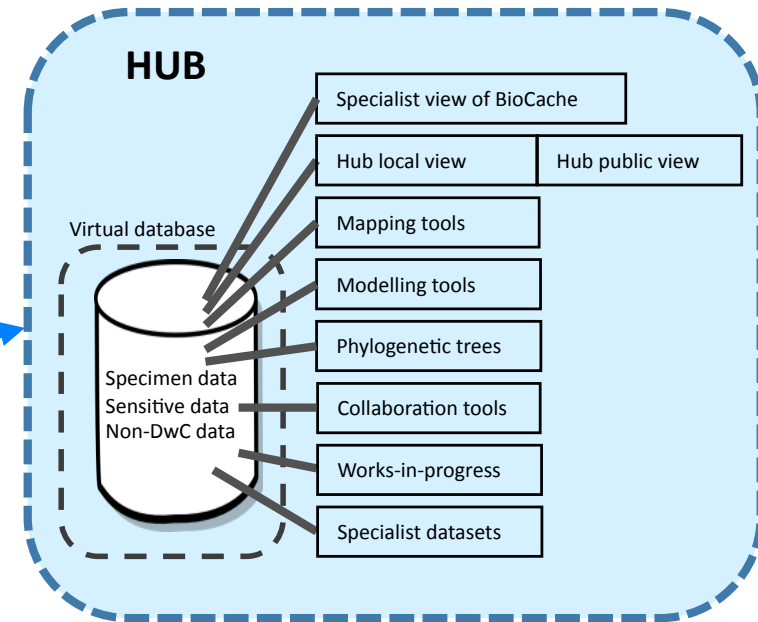 HUB
Specialist view of BioCache
Hub local view
Hub public view
Mapping tools
Virtual database
Modelling tools
Phylogenetic trees
Specimen data
Sensitive data
Non-DwC data
Collaboration tools
Works-in-progress
Specialist datasets